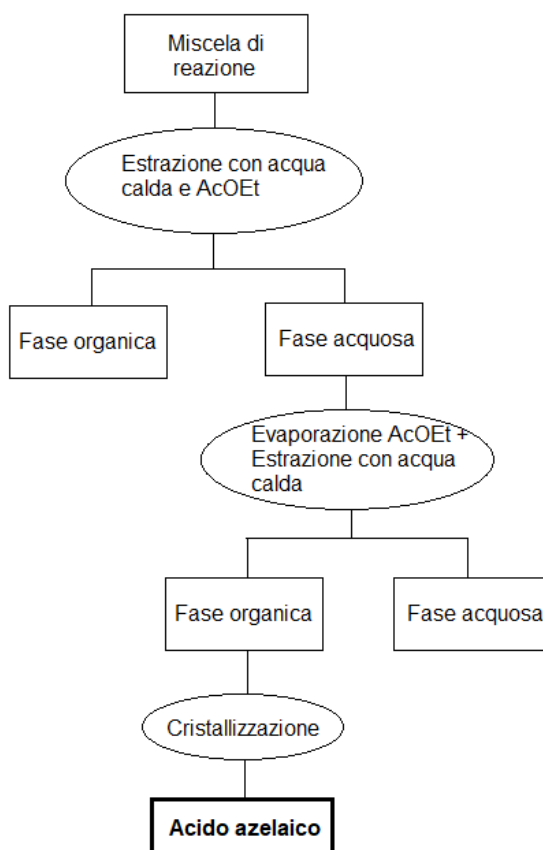 Miscela di
reazione
Estrazione con acqua
calda e AcOEt
Fase organica
Fase acquosa
Evaporazione AcOEt +
Estrazione con acqua
calda
Fase organica
Fase acquosa
Cristallizzazione
Acido azelaico